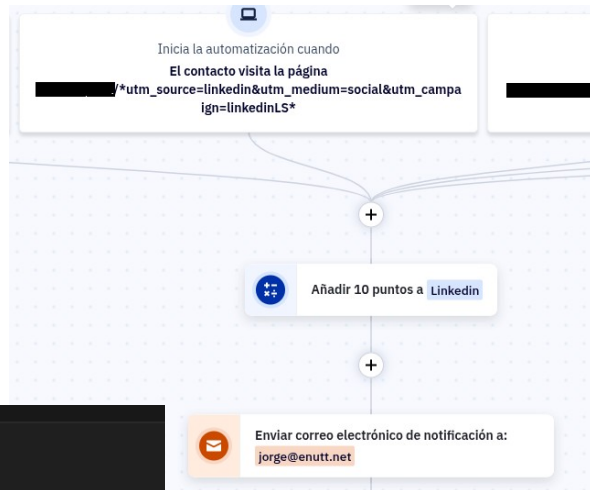 Inicia la automatización cuando
El contacto visita la página
/*utm_source=linkedin&utm_medium=social&utm_campa
ign=linkedinLS*
Añadir 10 puntos a Linkedin
Enviar correo electrónico de notificación a:
jorge@enutt.net